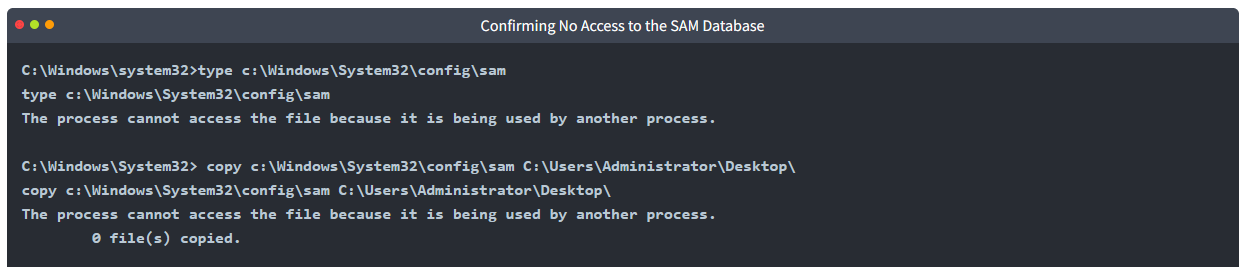 Confirming No Access to the SAM Database
C:\Windows\system32>type c:\Windows\System32\config\sam
type c:\Windows\System32\config\sam
The process cannot access the file because it is being used by another process.
C:\Windows\System32> copy c:\Windows\System32\config\sam C:\Users\Administrator\Desktop\
copy c:\Windows\System32\config\sam C:\Users\Administrator\Desktop\
The process cannot access the file because it is being used by another process.
        0 file(s) copied.